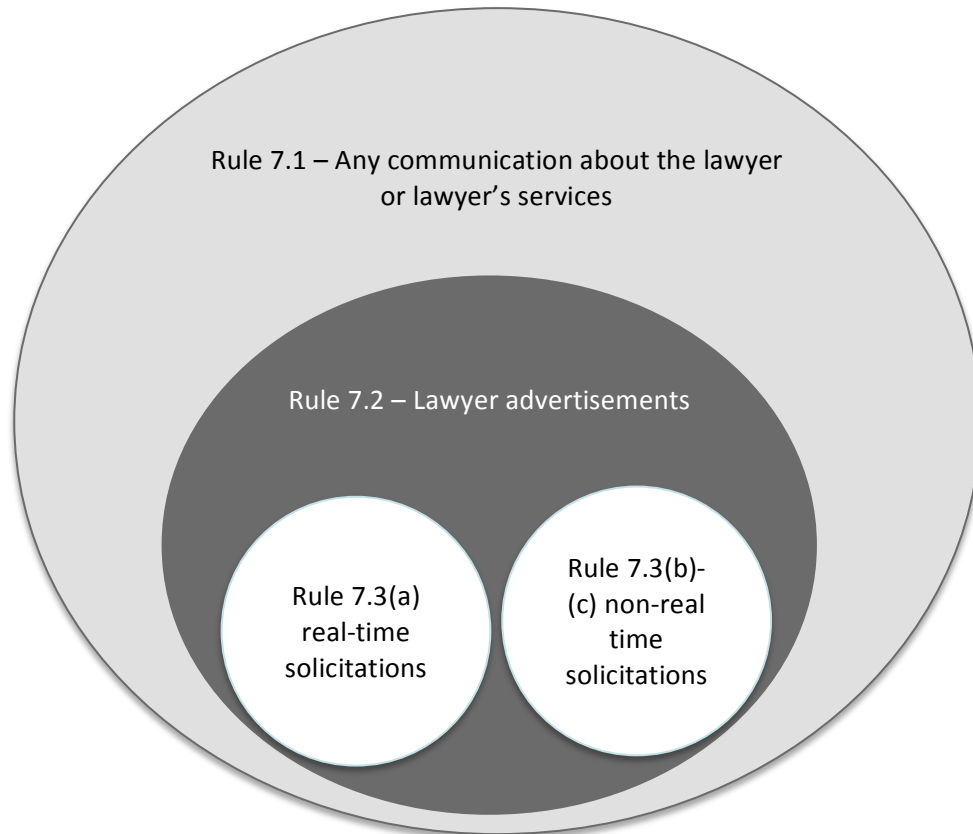 Rule 7.1 – Any communication about the lawyer
or lawyer’s services
Rule 7.2 – Lawyer advertisements
Rule 7.3(a)
real-time
solicitations
Rule 7.3(b)-
(c) non-real
time
solicitations